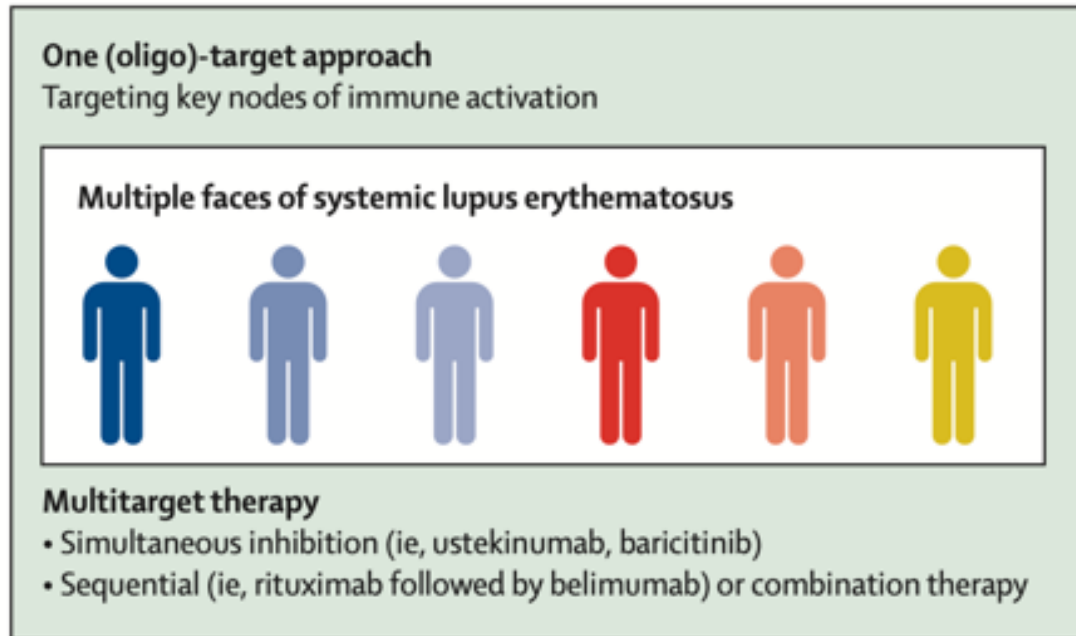 One (oligo)-target approach
Targeting key nodes of immune activation
Multiple faces of systemic lupus erythematosus
Multitarget therapy
• Simultaneous inhibition (ie, ustekinumab, baricitinib)
• Sequential (ie, rituximab followed by belimumab) or combination therapy